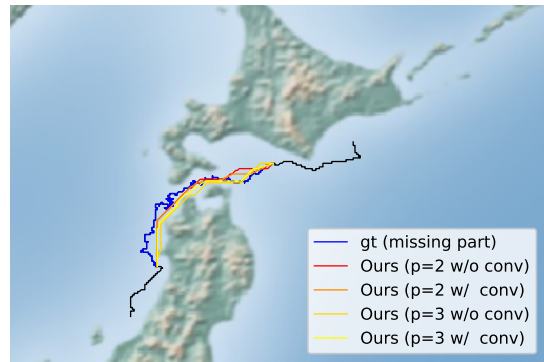 gt (missing part)
Ours (p=2 w/o conv)
Ours (p=2 w/  conv)
Ours (p=3 w/o conv)
Ours (p=3 w/  conv)